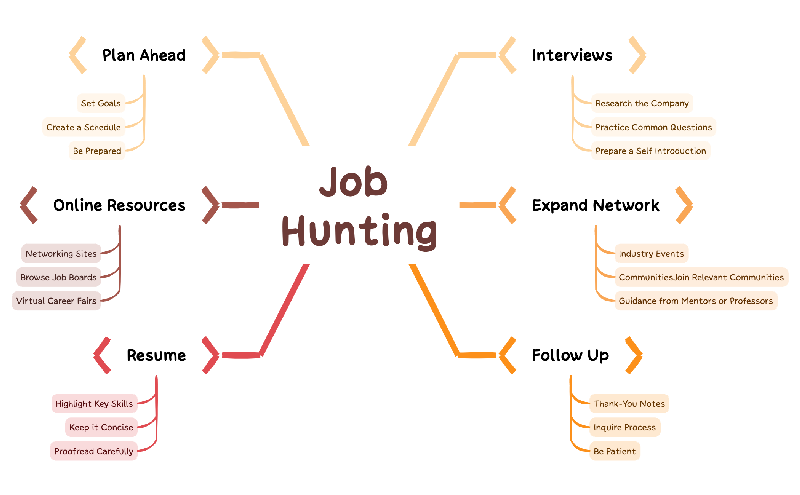 Job
Hunting
Plan Ahead
Set Goals
Create a Schedule
Be Prepared
Online Resources
Networking Sites
Browse Job Boards
Virtual Career Fairs
Resume
Highlight Key Skills
Keep it Concise
Proofread Carefully
Interviews
Research the Company
Practice Common Questions
Prepare a Self Introduction
Expand Network
Industry Events
CommunitiesJoin Relevant Communities
Guidance from Mentors or Professors
Follow Up
Thank-You Notes
Inquire Process
Be Patient